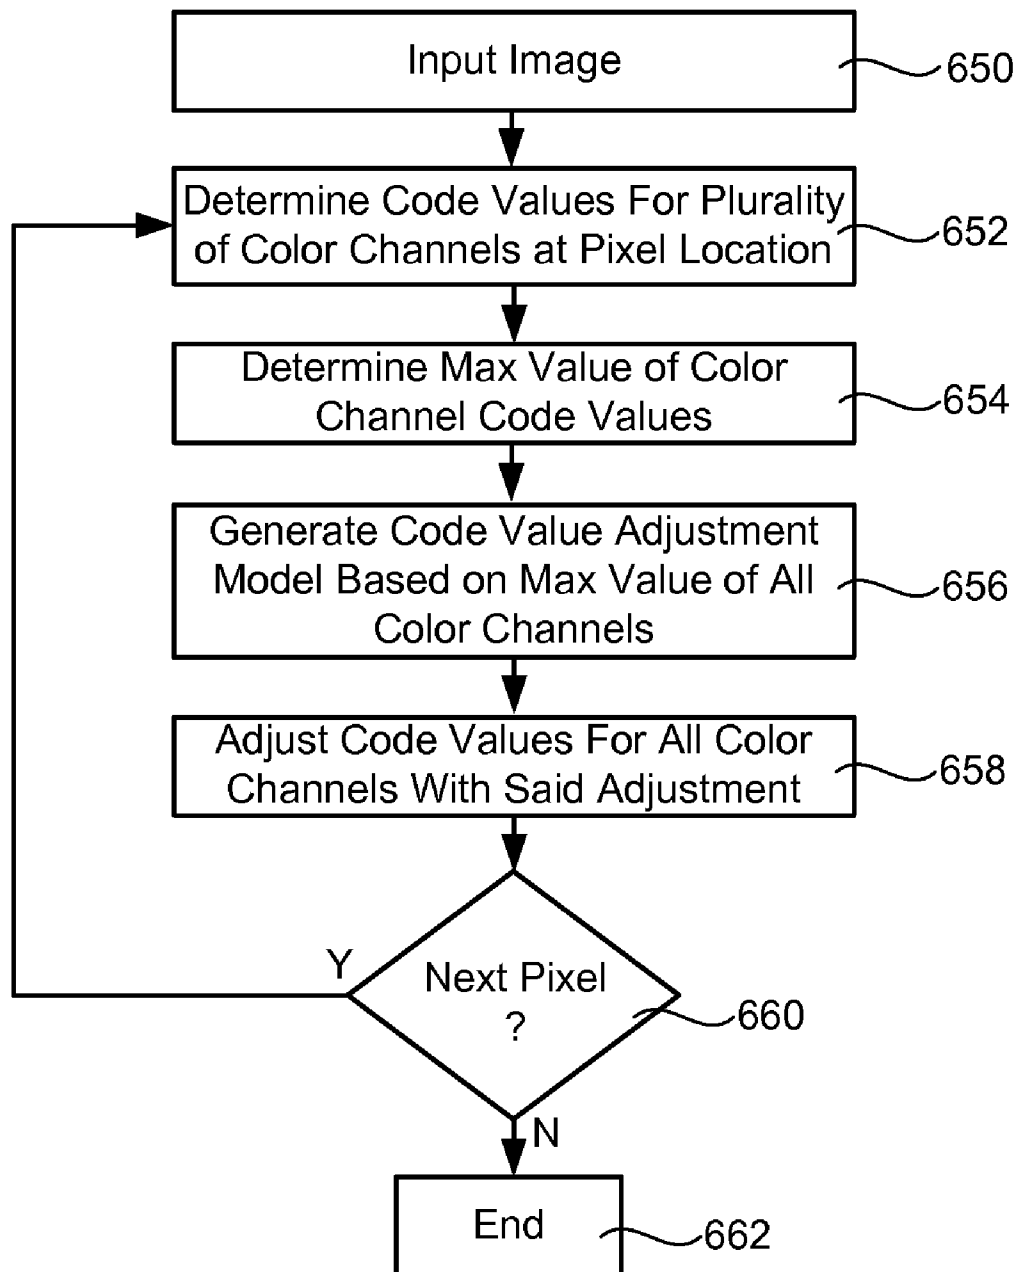 Input Image
650
Determine Code Values For Plurality
of Color Channels at Pixel Location
652
Determine Max Value of Color
Channel Code Values
654
Generate Code Value Adjustment
Model Based on Max Value of All
Color Channels
656
Adjust Code Values For All Color
Channels With Said Adjustment
658
Y
Next Pixel
?
660
N
End
662